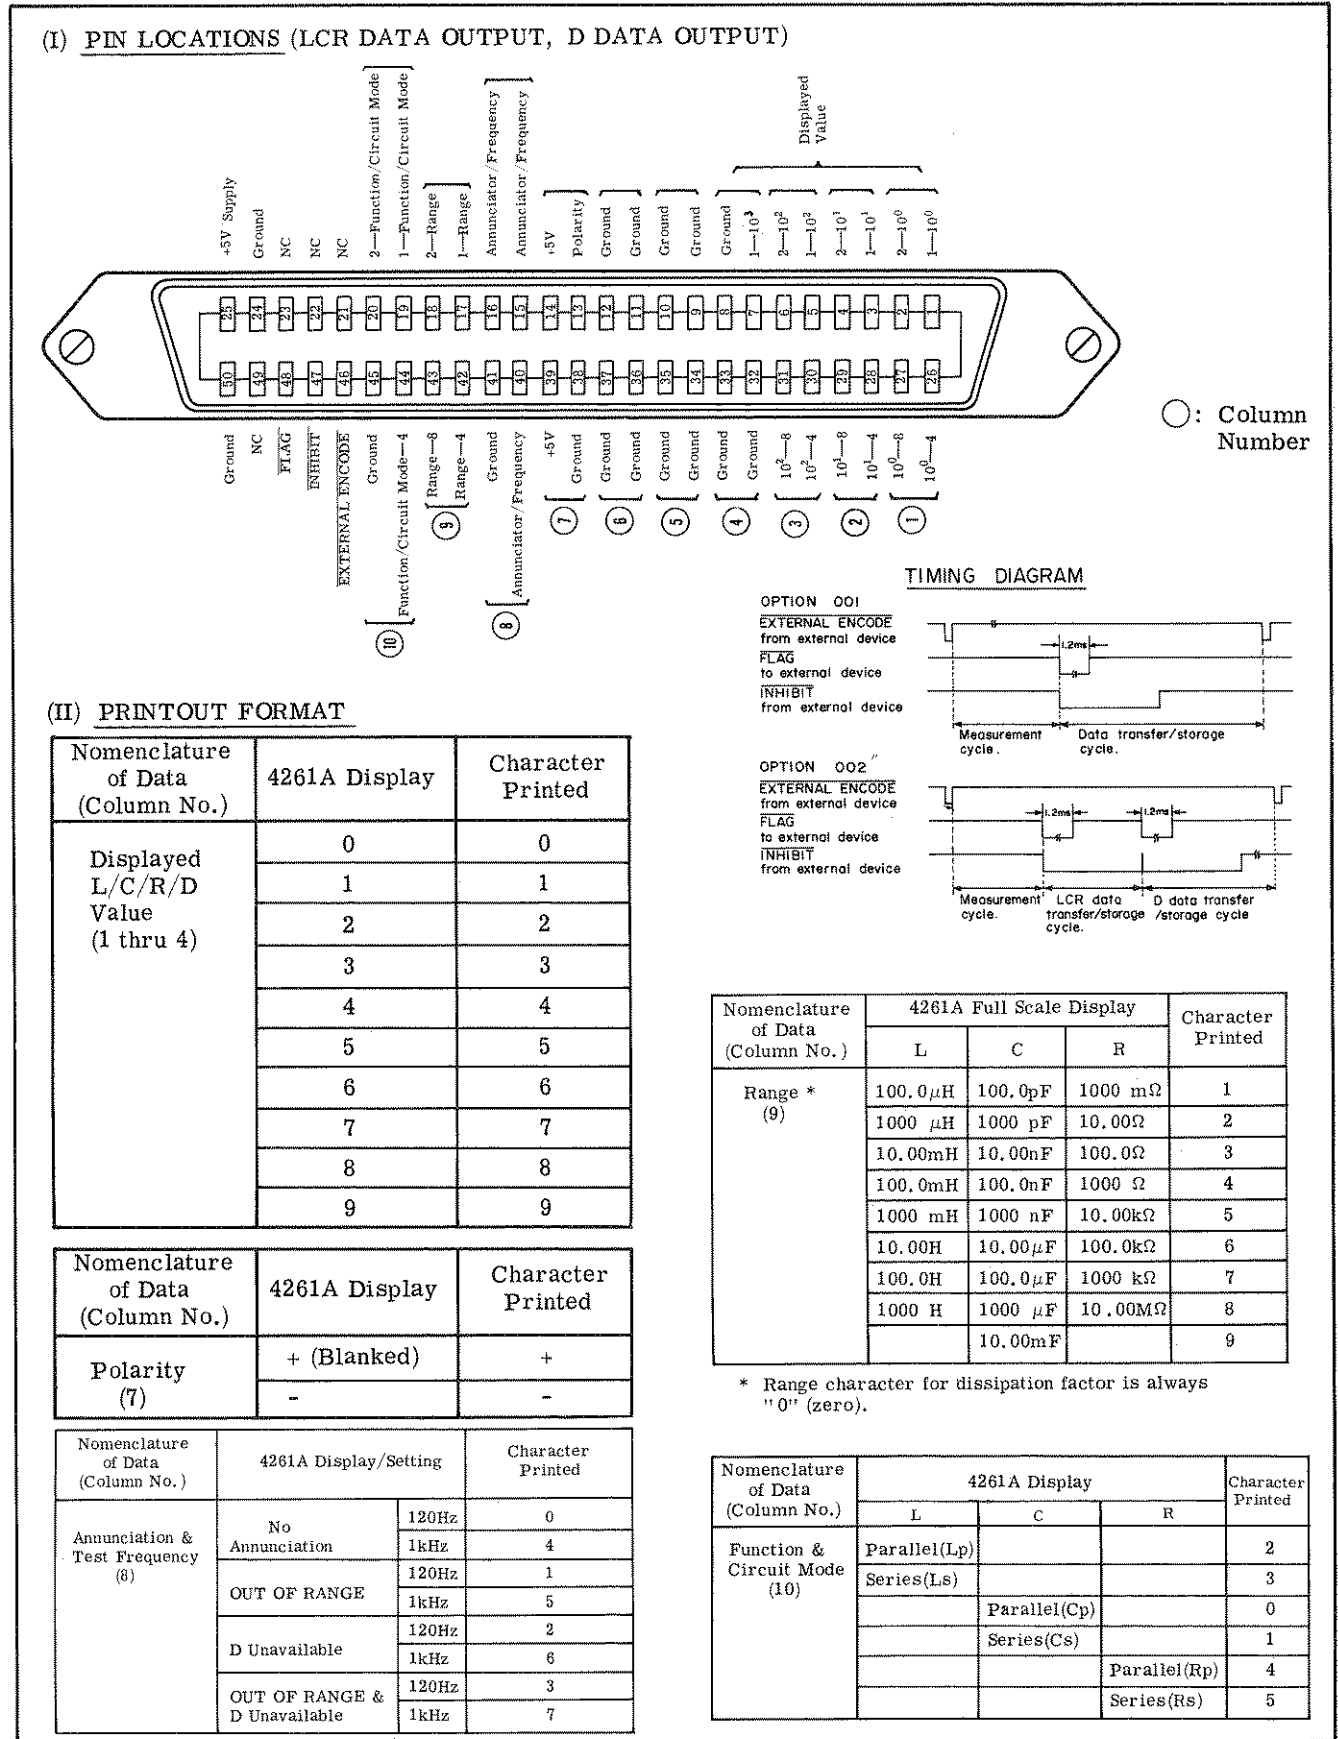 (I) PIN LOCATIONS (LCR DATA OUTPUT, D DATA OUTPUT)
+5V Supply
Ground
NC
NC
NC
2—Function/Circuit Mode
1—Function/Circuit Mode
2—Range
1—Range
Annunciator/Frequency
Annunciator/Frequency
+5V
Polarity
Ground
Ground
Ground
Ground
Ground
1—10³
2—10²
1—10²
2—10¹
1—10¹
2—10⁰
1—10⁰
Displayed
Value
25 24 23 22 21 20 19 18 17 16 15 14 13 12 11 10 9 8 7 6 5 4 3 2 1
50 49 48 47 46 45 44 43 42 41 40 39 38 37 36 35 34 33 32 31 30 29 28 27 26
Ground
NC
FLAG
INHIBIT
EXTERNAL ENCODE
Ground
Function/Circuit Mode—4
Range—8
Range—4
Ground
Annunciator/Frequency
+5V
Ground
Ground
Ground
Ground
Ground
Ground
Ground
10²—8
10²—4
10¹—8
10¹—4
10⁰—8
10⁰—4
10 9 8 7 6 5 4 3 2 1
○: Column
Number
TIMING DIAGRAM
OPTION 001
EXTERNAL ENCODE
from external device
FLAG
to external device
INHIBIT
from external device
1.2ms
Measurement
cycle.
Data transfer/storage
cycle.
OPTION 002
EXTERNAL ENCODE
from external device
FLAG
to external device
INHIBIT
from external device
1.2ms
1.2ms
Measurement
cycle.
LCR data
transfer/storage
cycle.
D data transfer
/storage cycle
(II) PRINTOUT FORMAT
Nomenclature
of Data
(Column No.)
4261A Display
Character
Printed
Displayed
L/C/R/D
Value
(1 thru 4)
0 0
1 1
2 2
3 3
4 4
5 5
6 6
7 7
8 8
9 9
Nomenclature
of Data
(Column No.)
4261A Display
Character
Printed
Polarity
(7)
+ (Blanked) +
- -
Nomenclature
of Data
(Column No.)
4261A Display/Setting
Character
Printed
Annunciation &
Test Frequency
(8)
No
Annunciation
120Hz 0
1kHz 4
OUT OF RANGE
120Hz 1
1kHz 5
D Unavailable
120Hz 2
1kHz 6
OUT OF RANGE &
D Unavailable
120Hz 3
1kHz 7
Nomenclature
of Data
(Column No.)
4261A Full Scale Display
L C R
Character
Printed
Range *
(9)
100.0μH 100.0pF 1000 mΩ 1
1000 μH 1000 pF 10.00Ω 2
10.00mH 10.00nF 100.0Ω 3
100.0mH 100.0nF 1000 Ω 4
1000 mH 1000 nF 10.00kΩ 5
10.00H 10.00μF 100.0kΩ 6
100.0H 100.0μF 1000 kΩ 7
1000 H 1000 μF 10.00MΩ 8
10.00mF 9
* Range character for dissipation factor is always
"0" (zero).
Nomenclature
of Data
(Column No.)
4261A Display
L C R
Character
Printed
Function &
Circuit Mode
(10)
Parallel(Lp) 2
Series(Ls) 3
Parallel(Cp) 0
Series(Cs) 1
Parallel(Rp) 4
Series(Rs) 5